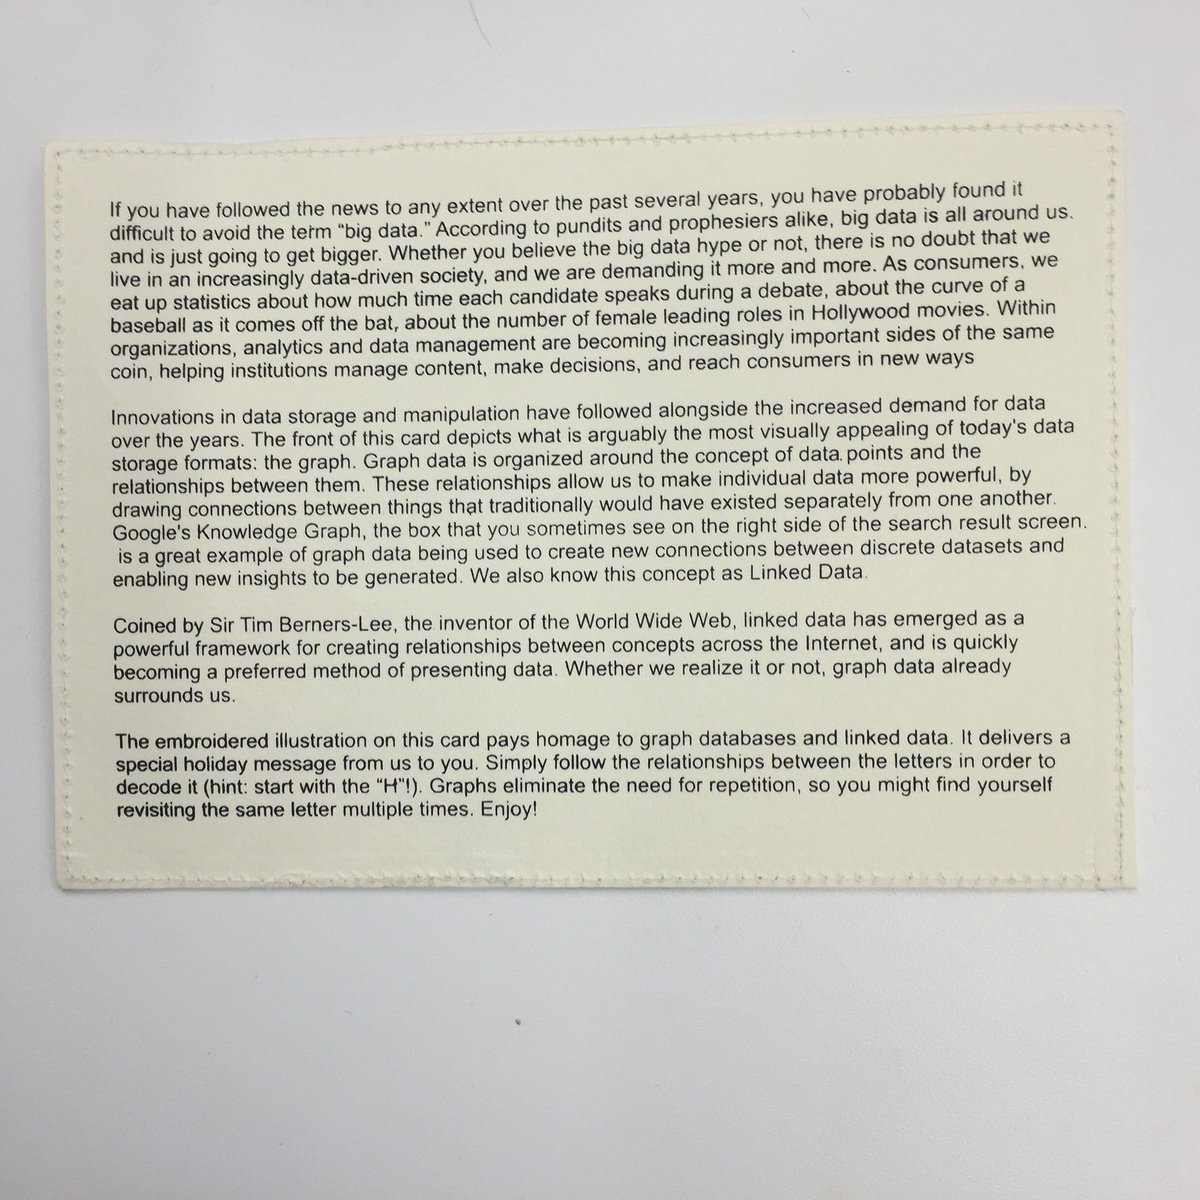 If you have followed the news to any extent over the past several years, you have probably found it
difficult to avoid the term “big data.” According to pundits and prophesiers alike, big data is all around us.
and is just going to get bigger. Whether you believe the big data hype or not, there is no doubt that we
live in an increasingly data-driven society, and we are demanding it more and more. As consumers, we
eat up statistics about how much time each candidate speaks during a debate, about the curve of a
baseball as it comes off the bat, about the number of female leading roles in Hollywood movies. Within
organizations, analytics and data management are becoming increasingly important sides of the same
coin, helping institutions manage content, make decisions, and reach consumers in new ways
Innovations in data storage and manipulation have followed alongside the increased demand for data
over the years. The front of this card depicts what is arguably the most visually appealing of today's data
storage formats: the graph. Graph data is organized around the concept of data points and the
relationships between them. These relationships allow us to make individual data more powerful, by
drawing connections between things that traditionally would have existed separately from one another.
Google's Knowledge Graph, the box that you sometimes see on the right side of the search result screen.
is a great example of graph data being used to create new connections between discrete datasets and
enabling new insights to be generated. We also know this concept as Linked Data.
Coined by Sir Tim Berners-Lee, the inventor of the World Wide Web, linked data has emerged as a
powerful framework for creating relationships between concepts across the Internet, and is quickly
becoming a preferred method of presenting data. Whether we realize it or not, graph data already
surrounds us.
The embroidered illustration on this card pays homage to graph databases and linked data. It delivers a
special holiday message from us to you. Simply follow the relationships between the letters in order to
decode it (hint: start with the “H”!). Graphs eliminate the need for repetition, so you might find yourself
revisiting the same letter multiple times. Enjoy!